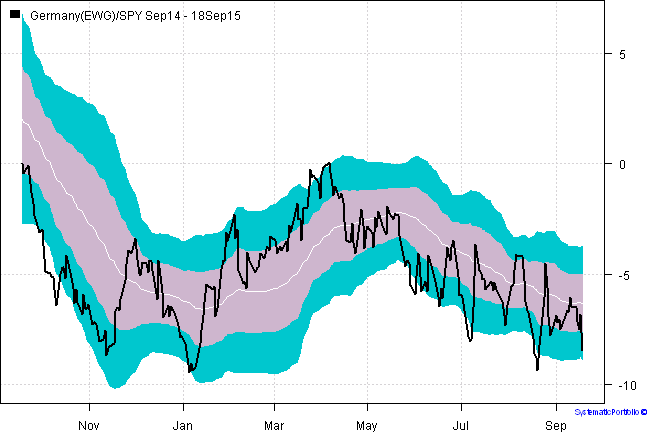 Germany(EWG)/SPY Sep14 - 18Sep15
5
0
-5
-10
Nov Jan Mar May Jul Sep
SystematicPortfolio ©